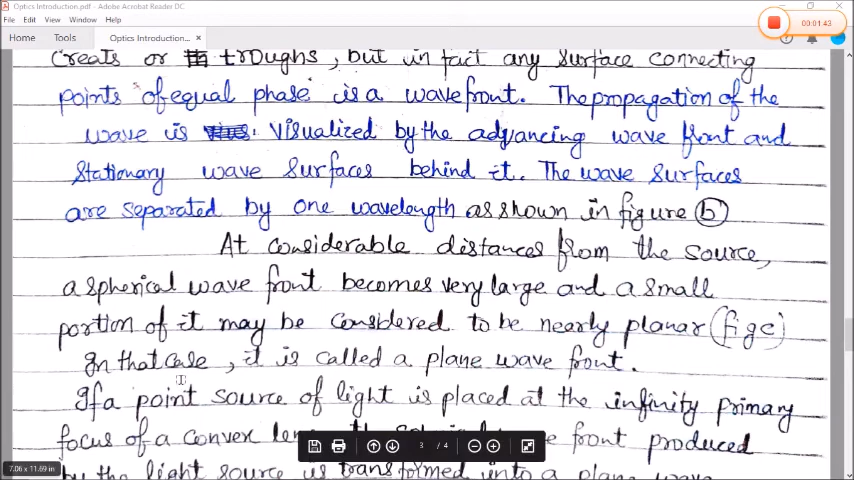 Optics Introduction.pdf - Adobe Acrobat Reader DC
File Edit View Window Help
Home Tools Optics Introduction.pdf ×
00:01:43
Creats or troughs, but in fact any surface connecting
points "of equal phase" is a wavefront. The propagation of the
wave is visualized by the advancing wave front and
stationary wave surfaces behind it. The wave surfaces
are separated by one wavelength as shown in figure b
At considerable distances from the source,
a spherical wave front becomes very large and a small
portion of it may be considered to be nearly planar (fig c)
In that case, it is called a plane wave front.
If a point source of light is placed at the infinity primary
focus of a convex front produced
3 / 4
by the light source is transformed into a plane wave
7.06 x 11.69 in